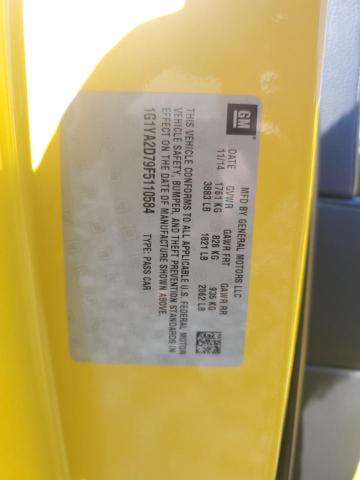 GM
MFD BY GENERAL MOTORS LLC
DATE GVWR GAWR FRT GAWR RR
11/14 1761 KG 826 KG 935 KG
3883 LB 1821 LB 2062 LB
THIS VEHICLE CONFORMS TO ALL APPLICABLE U.S. FEDERAL MOTOR
VEHICLE SAFETY, BUMPER, AND THEFT PREVENTION STANDARDS IN
EFFECT ON THE DATE OF MANUFACTURE SHOWN ABOVE.
1G1YA2D79F5110584 TYPE: PASS CAR